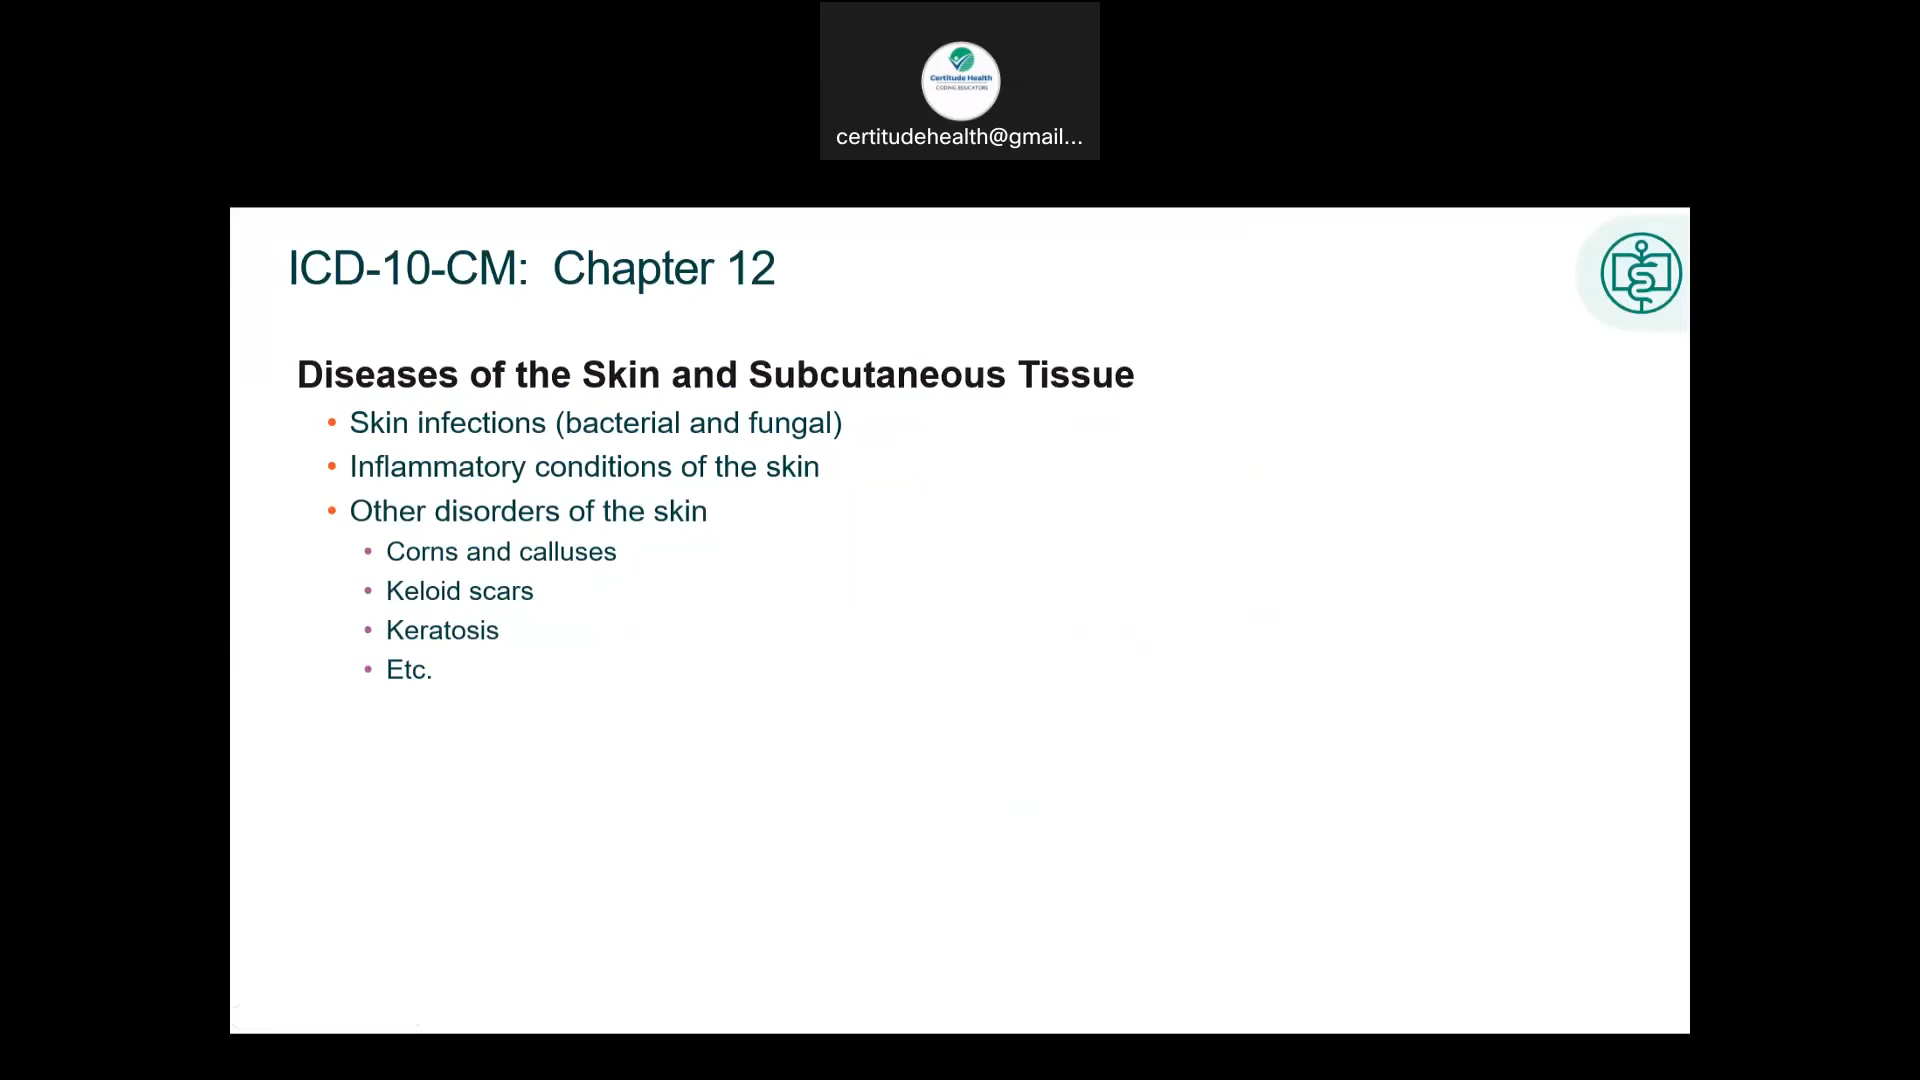 Certitude Health
CODING EDUCATORS
certitudehealth@gmail...
ICD-10-CM: Chapter 12
Diseases of the Skin and Subcutaneous Tissue
• Skin infections (bacterial and fungal)
• Inflammatory conditions of the skin
• Other disorders of the skin
• Corns and calluses
• Keloid scars
• Keratosis
• Etc.